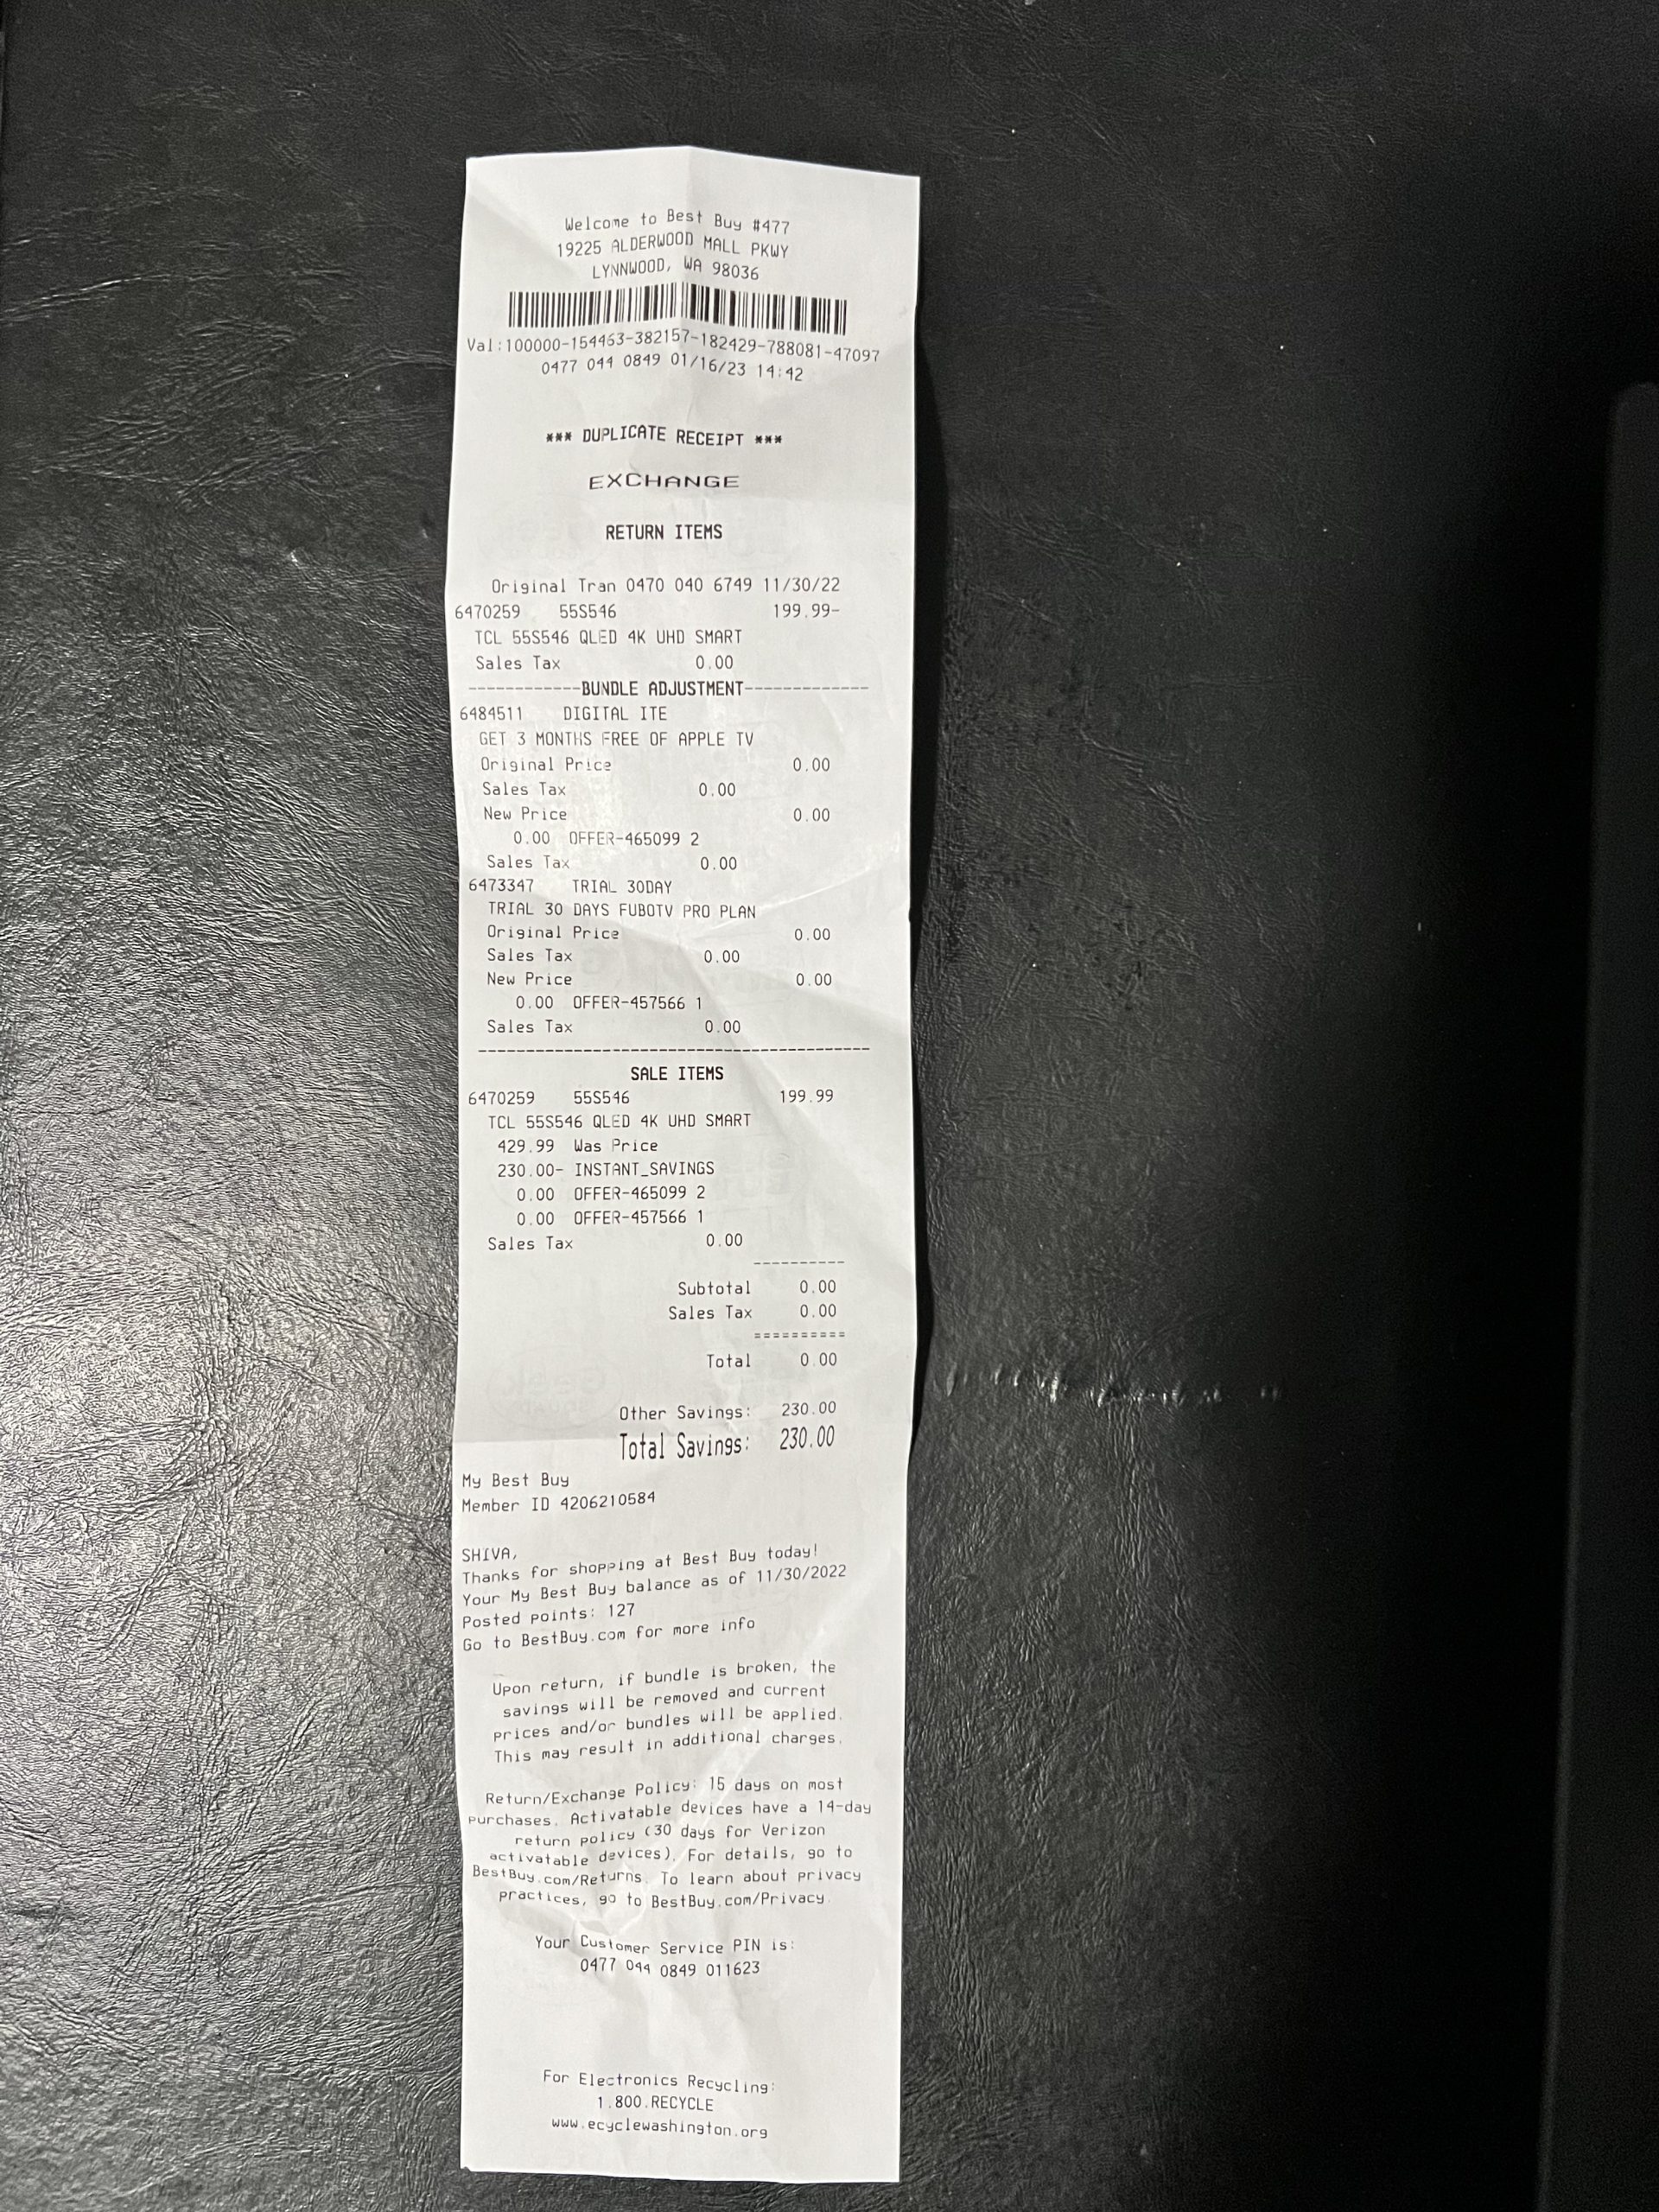 Welcome to Best Buy #477
19225 ALDERWOOD MALL PKWY
LYNNWOOD, WA 98036
Val:100000-154463-382157-182429-788081-47097
0477 044 0849 01/16/23 14:42
*** DUPLICATE RECEIPT ***
EXCHANGE
RETURN ITEMS
Original Tran 0470 040 6749 11/30/22
6470259 55S546 199.99-
TCL 55S546 QLED 4K UHD SMART
Sales Tax 0.00
------------BUNDLE ADJUSTMENT-------------
6484511 DIGITAL ITE
GET 3 MONTHS FREE OF APPLE TV
Original Price 0.00
Sales Tax 0.00
New Price 0.00
0.00 OFFER-465099 2
Sales Tax 0.00
6473347 TRIAL 30DAY
TRIAL 30 DAYS FUBOTV PRO PLAN
Original Price 0.00
Sales Tax 0.00
New Price 0.00
0.00 OFFER-457566 1
Sales Tax 0.00
------------------------------------------
SALE ITEMS
6470259 55S546 199.99
TCL 55S546 QLED 4K UHD SMART
429.99 Was Price
230.00- INSTANT_SAVINGS
0.00 OFFER-465099 2
0.00 OFFER-457566 1
Sales Tax 0.00
----------
Subtotal 0.00
Sales Tax 0.00
==========
Total 0.00
Other Savings: 230.00
Total Savings: 230.00
My Best Buy
Member ID 4206210584
SHIVA,
Thanks for shopping at Best Buy today!
Your My Best Buy balance as of 11/30/2022
Posted points: 127
Go to BestBuy.com for more info
Upon return, if bundle is broken, the
savings will be removed and current
prices and/or bundles will be applied.
This may result in additional charges.
Return/Exchange Policy: 15 days on most
purchases. Activatable devices have a 14-day
return policy (30 days for Verizon
activatable devices). For details, go to
BestBuy.com/Returns. To learn about privacy
practices, go to BestBuy.com/Privacy.
Your Customer Service PIN is:
0477 044 0849 011623
For Electronics Recycling:
1.800.RECYCLE
www.ecyclewashington.org